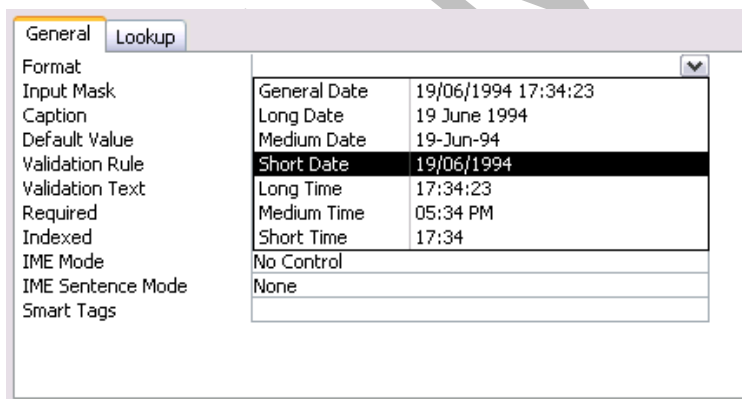 General Lookup
Format
Input Mask General Date 19/06/1994 17:34:23
Caption Long Date 19 June 1994
Default Value Medium Date 19-Jun-94
Validation Rule Short Date 19/06/1994
Validation Text Long Time 17:34:23
Required Medium Time 05:34 PM
Indexed Short Time 17:34
IME Mode No Control
IME Sentence Mode None
Smart Tags